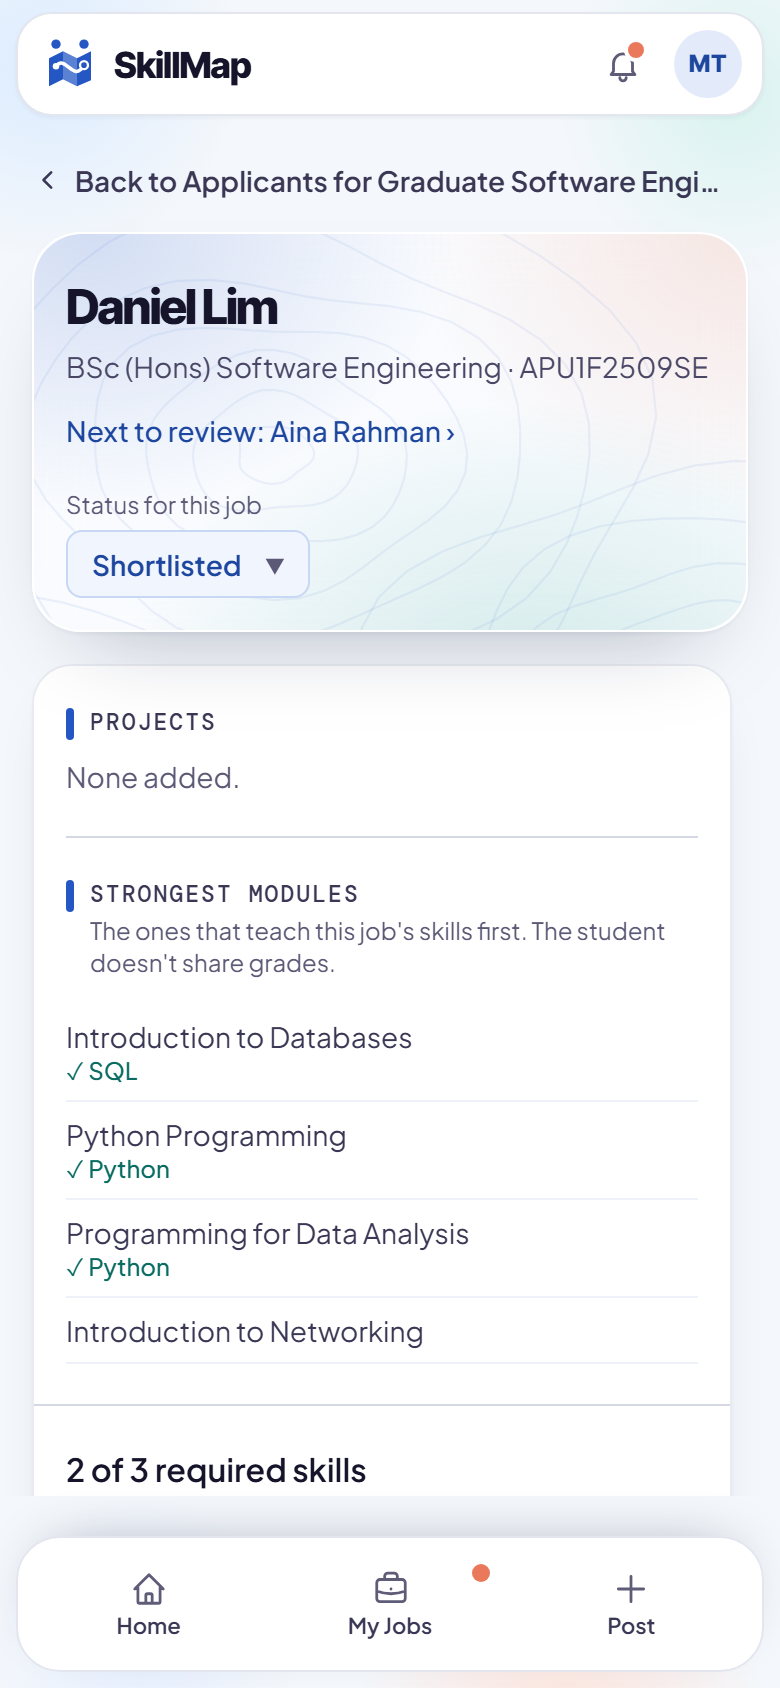 SkillMap
MT
Back to Applicants for Graduate Software Engi...
Daniel Lim
BSc (Hons) Software Engineering · APU1F2509SE
Next to review: Aina Rahman ›
Status for this job
Shortlisted ▼
PROJECTS
None added.
STRONGEST MODULES
The ones that teach this job's skills first. The student
doesn't share grades.
Introduction to Databases
✓ SQL
Python Programming
✓ Python
Programming for Data Analysis
✓ Python
Introduction to Networking
2 of 3 required skills
Home
My Jobs
Post